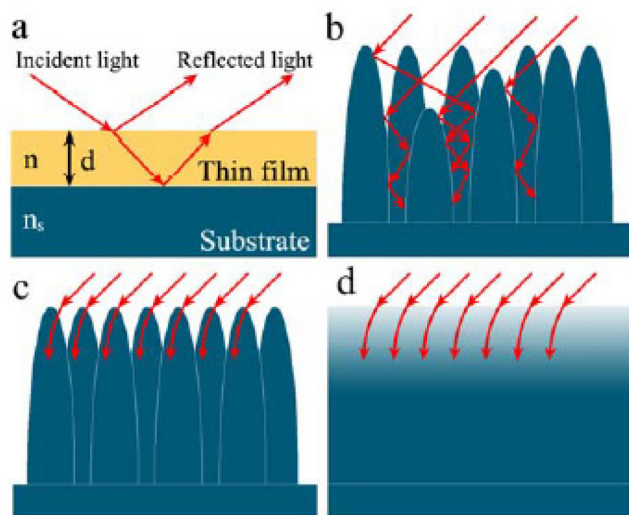 a
Incident light
Reflected light
n
d
Thin film
nₛ
Substrate
b
c
d